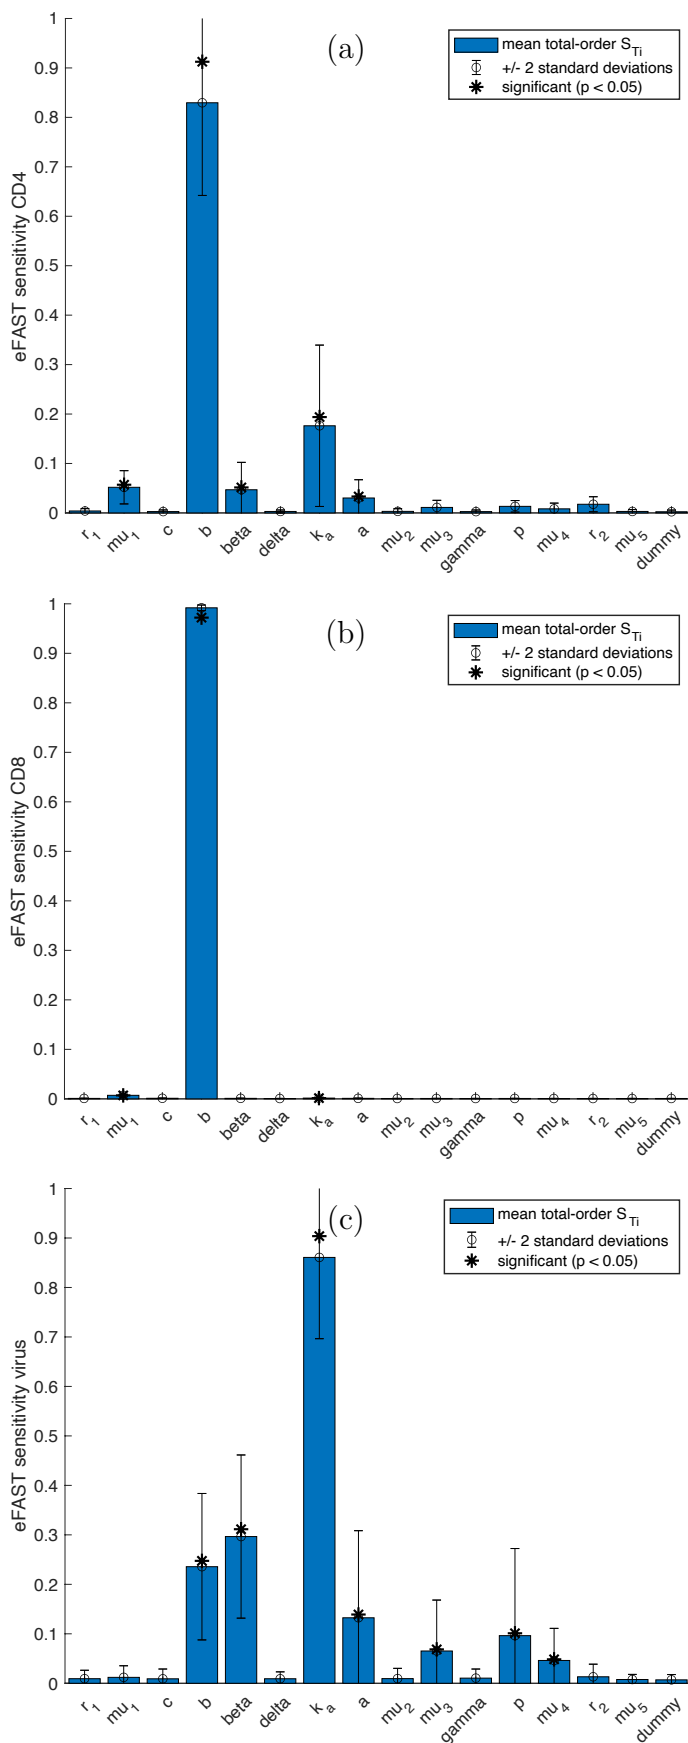 (a)
mean total-order S_Ti
+/- 2 standard deviations
significant (p < 0.05)
eFAST sensitivity CD4
1
0.9
0.8
0.7
0.6
0.5
0.4
0.3
0.2
0.1
0
r_1 mu_1 c b beta delta k_a a mu_2 mu_3 gamma p mu_4 r_2 mu_5 dummy
(b)
mean total-order S_Ti
+/- 2 standard deviations
significant (p < 0.05)
eFAST sensitivity CD8
1
0.9
0.8
0.7
0.6
0.5
0.4
0.3
0.2
0.1
0
r_1 mu_1 c b beta delta k_a a mu_2 mu_3 gamma p mu_4 r_2 mu_5 dummy
(c)
mean total-order S_Ti
+/- 2 standard deviations
significant (p < 0.05)
eFAST sensitivity virus
1
0.9
0.8
0.7
0.6
0.5
0.4
0.3
0.2
0.1
0
r_1 mu_1 c b beta delta k_a a mu_2 mu_3 gamma p mu_4 r_2 mu_5 dummy